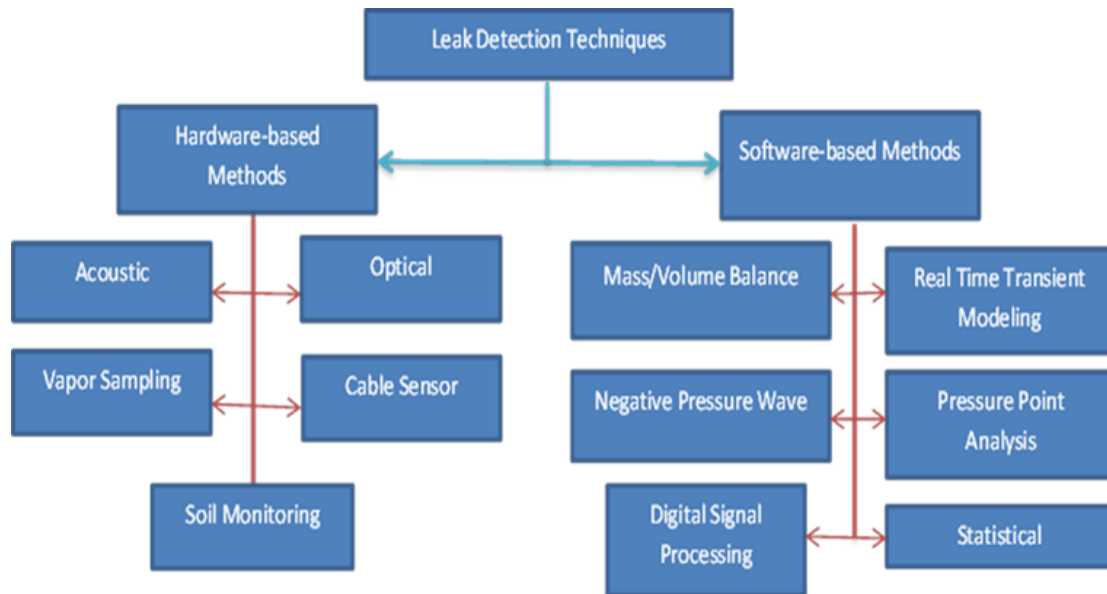 Leak Detection Techniques
Hardware-based
Methods
Software-based Methods
Acoustic
Optical
Vapor Sampling
Cable Sensor
Soil Monitoring
Mass/Volume Balance
Real Time Transient
Modeling
Negative Pressure Wave
Pressure Point
Analysis
Digital Signal
Processing
Statistical